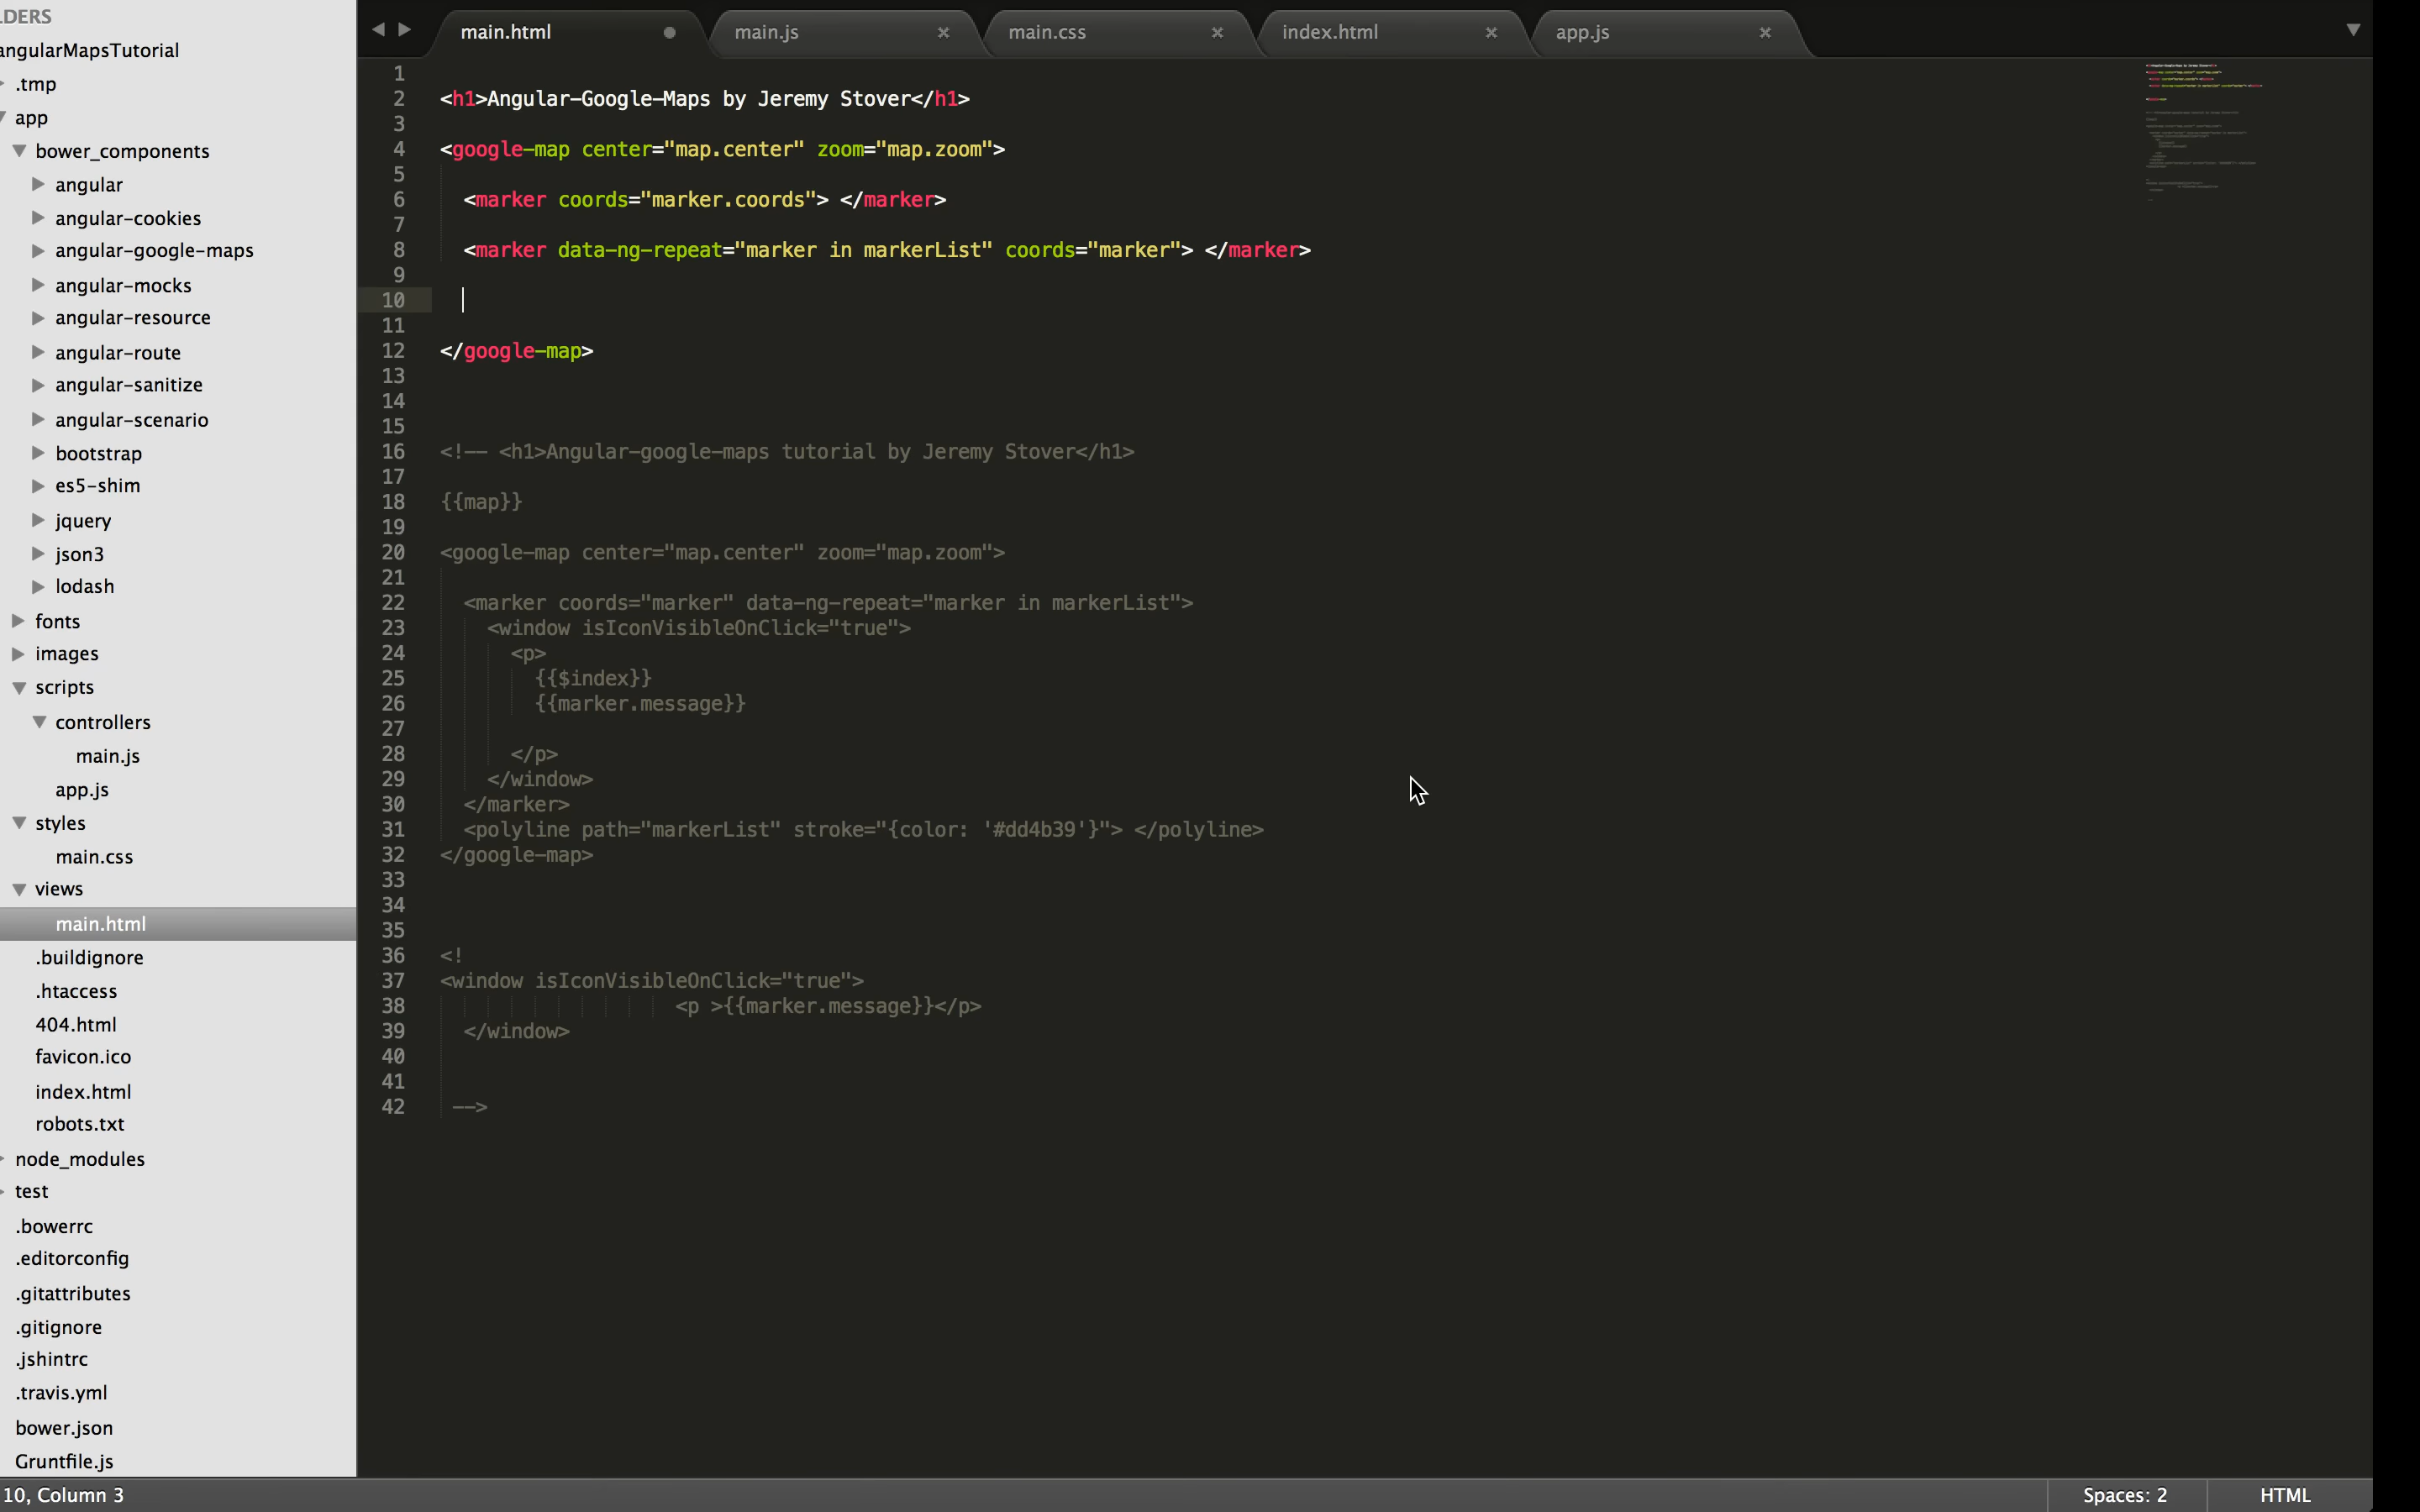 LDERS
angularMapsTutorial
.tmp
app
bower_components
angular
angular-cookies
angular-google-maps
angular-mocks
angular-resource
angular-route
angular-sanitize
angular-scenario
bootstrap
es5-shim
jquery
json3
lodash
fonts
images
scripts
controllers
main.js
app.js
styles
main.css
views
main.html
.buildignore
.htaccess
404.html
favicon.ico
index.html
robots.txt
node_modules
test
.bowerrc
.editorconfig
.gitattributes
.gitignore
.jshintrc
.travis.yml
bower.json
Gruntfile.js
main.html main.js × main.css × index.html × app.js ×
1
2 <h1>Angular-Google-Maps by Jeremy Stover</h1>
3
4 <google-map center="map.center" zoom="map.zoom">
5
6 <marker coords="marker.coords"> </marker>
7
8 <marker data-ng-repeat="marker in markerList" coords="marker"> </marker>
9
10
11
12 </google-map>
13
14
15
16 <!-- <h1>Angular-google-maps tutorial by Jeremy Stover</h1>
17
18 {{map}}
19
20 <google-map center="map.center" zoom="map.zoom">
21
22 <marker coords="marker" data-ng-repeat="marker in markerList">
23 <window isIconVisibleOnClick="true">
24 <p>
25 {{$index}}
26 {{marker.message}}
27
28 </p>
29 </window>
30 </marker>
31 <polyline path="markerList" stroke="{color: '#dd4b39'}"> </polyline>
32 </google-map>
33
34
35
36 <!
37 <window isIconVisibleOnClick="true">
38 <p >{{marker.message}}</p>
39 </window>
40
41
42 -->
10, Column 3 Spaces: 2 HTML